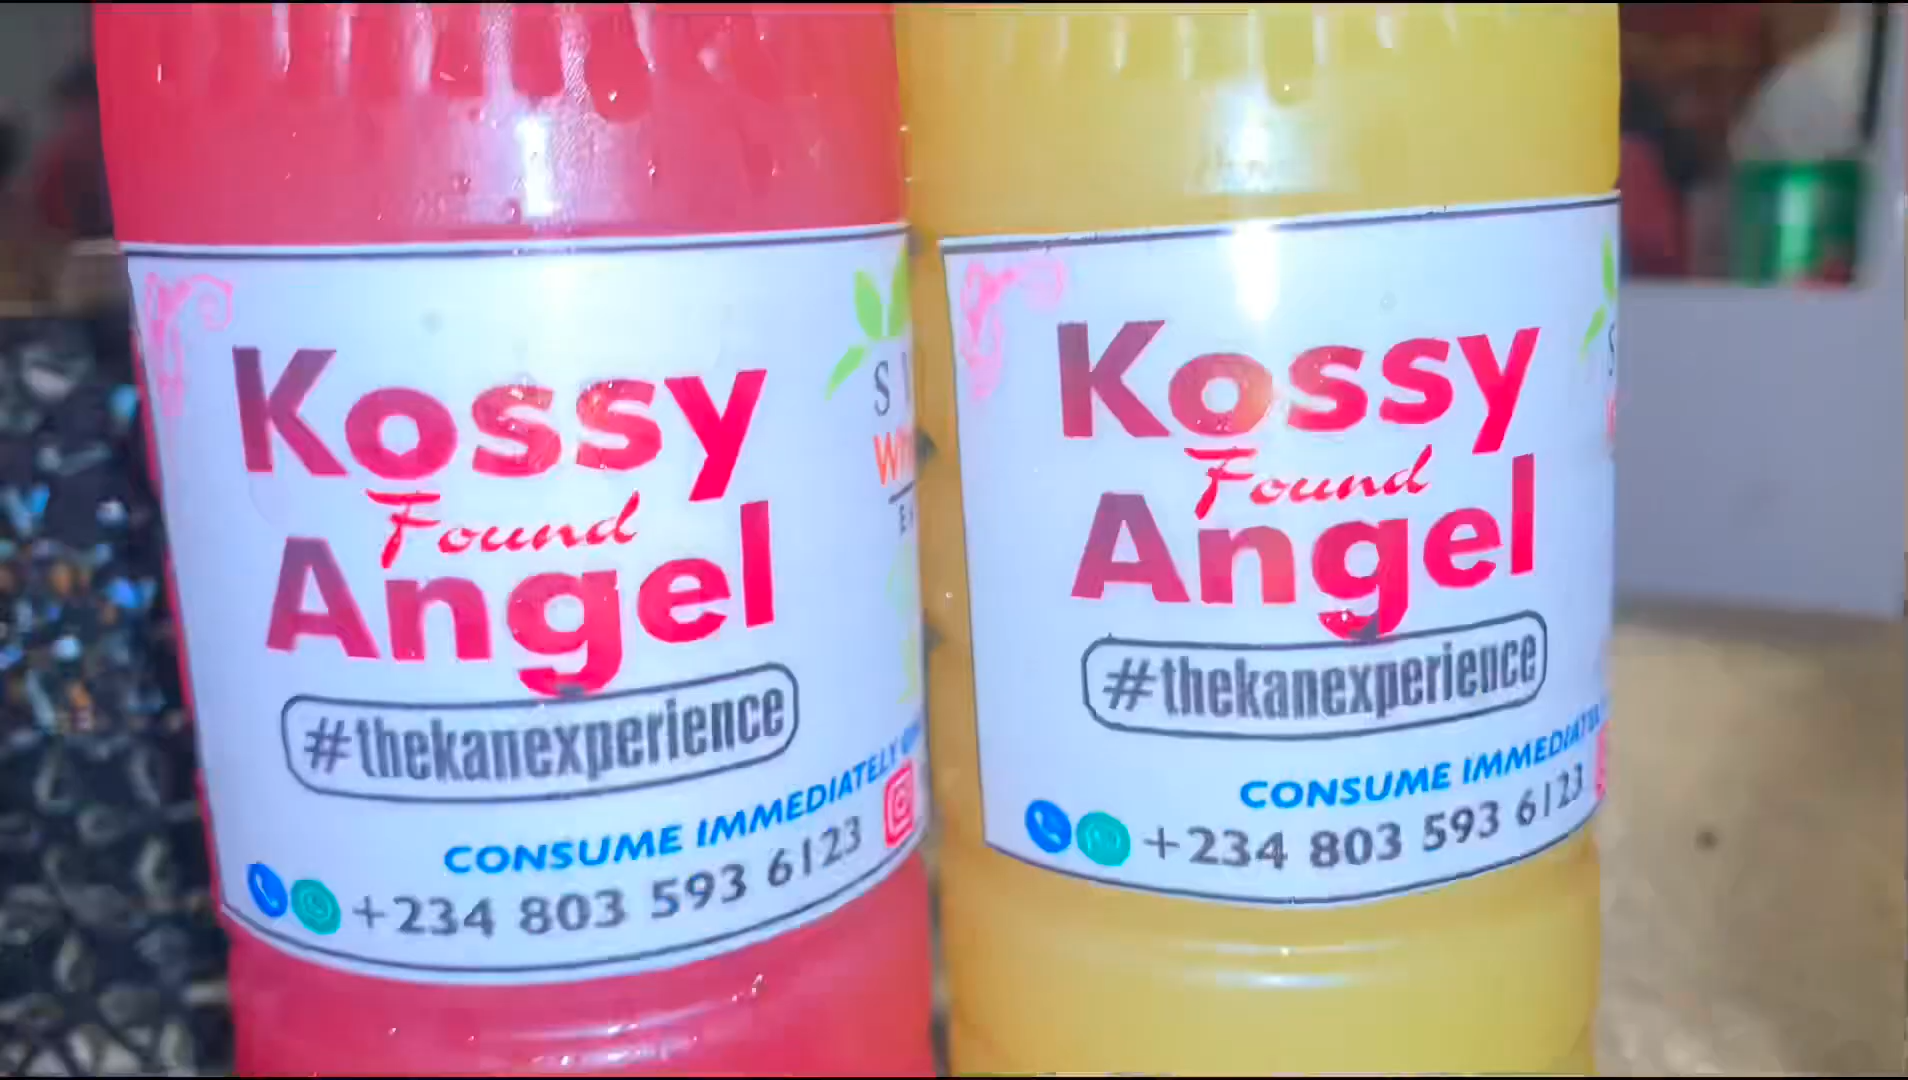 Kossy
Found
Angel
#thekanexperience
CONSUME IMMEDIATELY
+234 803 593 6123
Kossy
Found
Angel
#thekanexperience
CONSUME
+234 803 593 6123